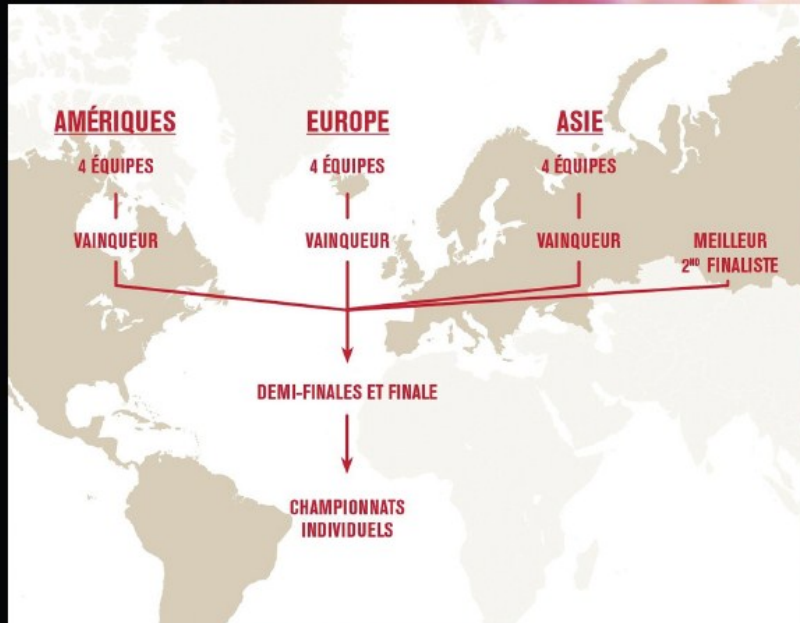 AMÉRIQUES
EUROPE
ASIE
4 ÉQUIPES
4 ÉQUIPES
4 ÉQUIPES
VAINQUEUR
VAINQUEUR
VAINQUEUR
MEILLEUR
2ND FINALISTE
DEMI-FINALES ET FINALE
CHAMPIONNATS
INDIVIDUELS